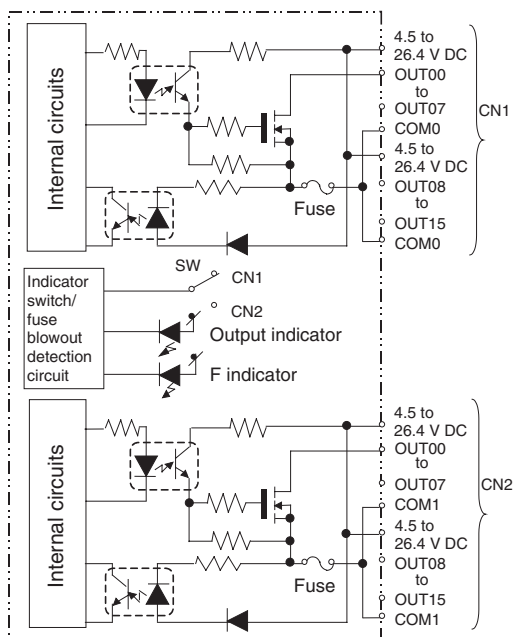 Internal circuits
4.5 to
26.4 V DC
OUT00
to
OUT07
COM0
4.5 to
26.4 V DC
OUT08
to
OUT15
COM0
CN1
Fuse
Indicator
switch/
fuse
blowout
detection
circuit
SW
CN1
CN2
Output indicator
F indicator
Internal circuits
4.5 to
26.4 V DC
OUT00
to
OUT07
COM1
4.5 to
26.4 V DC
OUT08
to
OUT15
COM1
CN2
Fuse